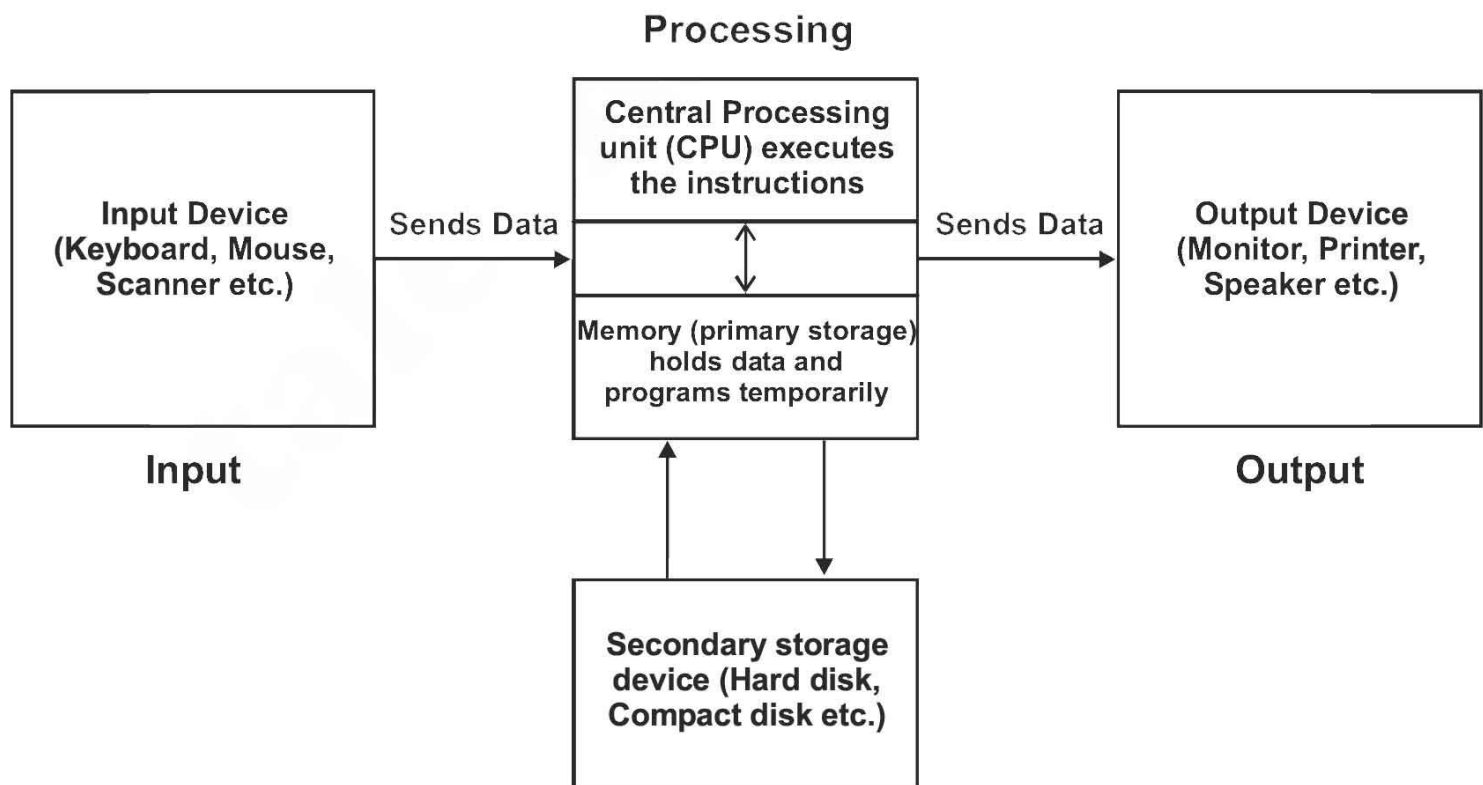 Processing
Input Device
(Keyboard, Mouse,
Scanner etc.)
Input
Sends Data
Central Processing
unit (CPU) executes
the instructions
Memory (primary storage)
holds data and
programs temporarily
Sends Data
Output Device
(Monitor, Printer,
Speaker etc.)
Output
Secondary storage
device (Hard disk,
Compact disk etc.)